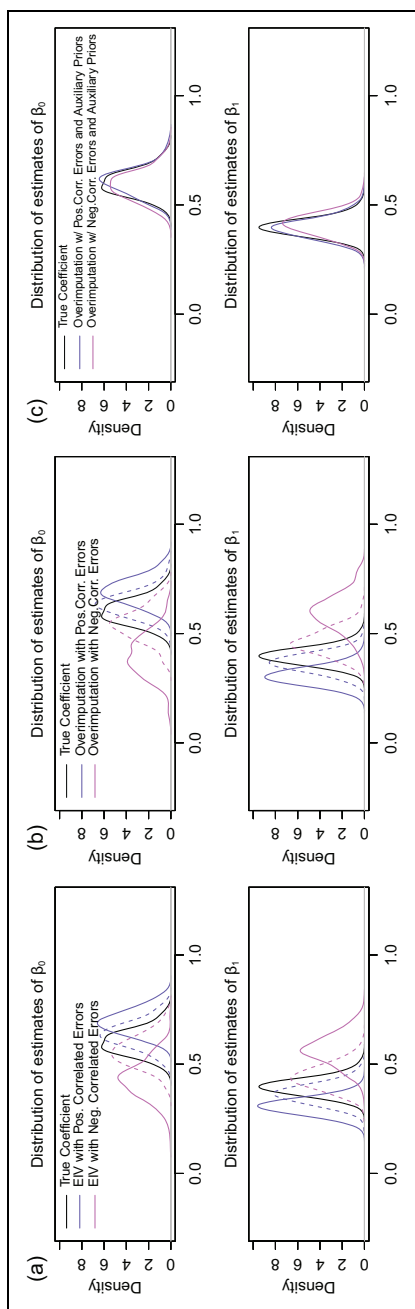 (a)
Distribution of estimates of β₀
True Coefficient
EIV with Pos. Correlated Errors
EIV with Neg. Correlated Errors
Density
0 2 4 6 8
0.0 0.5 1.0
Distribution of estimates of β₁
Density
0 2 4 6 8
0.0 0.5 1.0
(b)
Distribution of estimates of β₀
True Coefficient
Overimputation with Pos.Corr. Errors
Overimputation with Neg.Corr. Errors
Density
0 2 4 6 8
0.0 0.5 1.0
Distribution of estimates of β₁
Density
0 2 4 6 8
0.0 0.5 1.0
(c)
Distribution of estimates of β₀
True Coefficient
Overimputation w/ Pos.Corr. Errors and Auxiliary Priors
Overimputation w/ Neg.Corr. Errors and Auxiliary Priors
Density
0 2 4 6 8
0.0 0.5 1.0
Distribution of estimates of β₁
Density
0 2 4 6 8
0.0 0.5 1.0